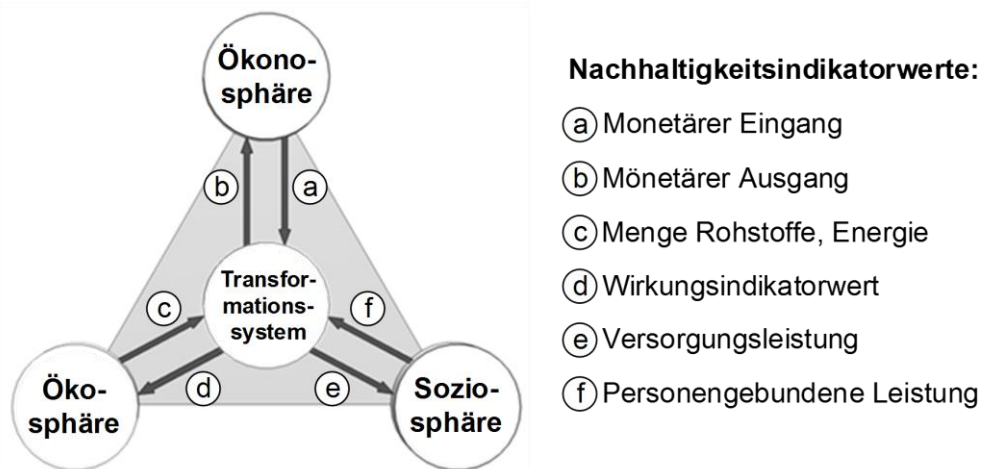 Ökono-
sphäre
b
a
Transfor-
mations-
system
c
f
d
e
Öko-
sphäre
Sozio-
sphäre
Nachhaltigkeitsindikatorwerte:
a Monetärer Eingang
b Mönetärer Ausgang
c Menge Rohstoffe, Energie
d Wirkungsindikatorwert
e Versorgungsleistung
f Personengebundene Leistung